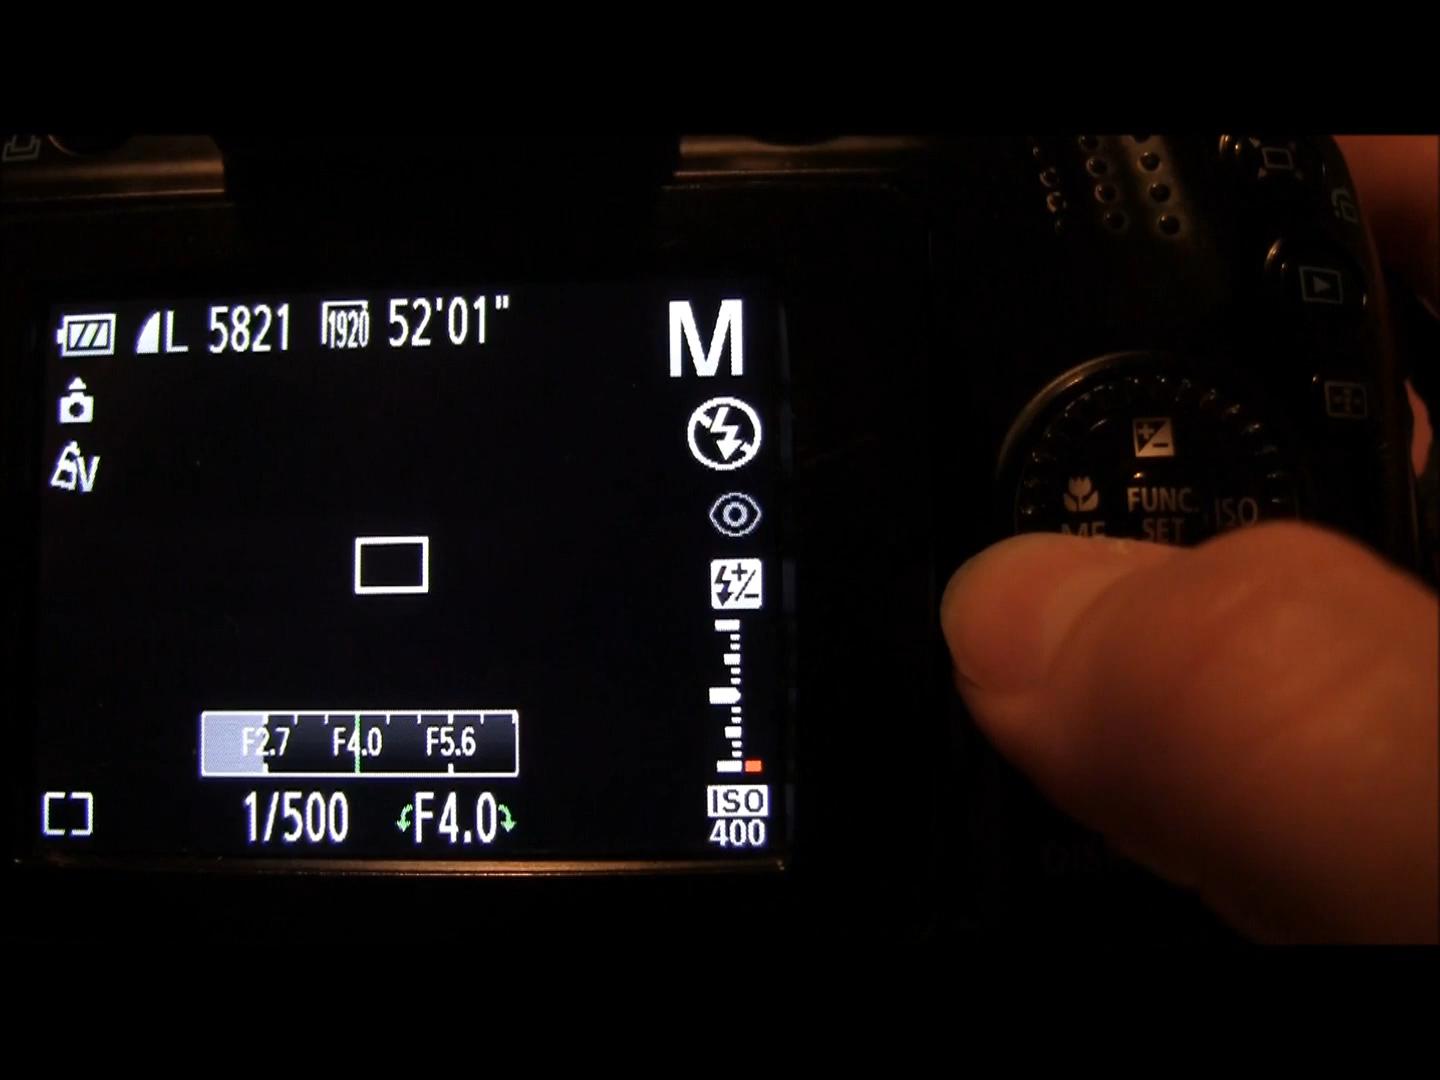 L 5821 1920 52'01" M
V
F2.7 F4.0 F5.6
1/500 F4.0
ISO
400
FUNC.
SET
MF
ISO